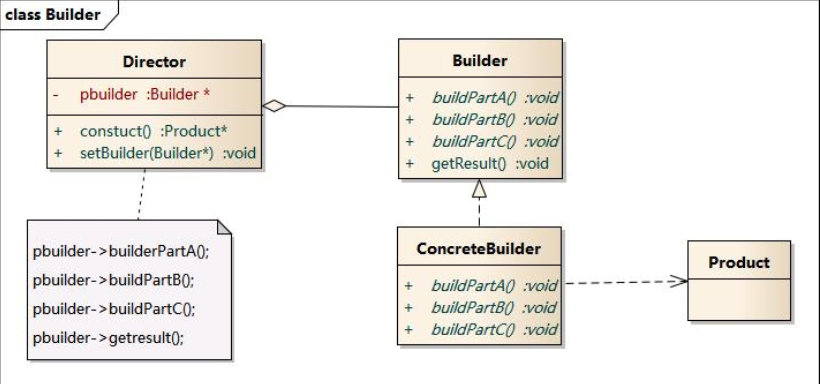 class Builder
Director
- pbuilder :Builder *
+ constuct() :Product*
+ setBuilder(Builder*) :void
Builder
+ buildPartA() :void
+ buildPartB() :void
+ buildPartC() :void
+ getResult() :void
pbuilder->builderPartA();
pbuilder->buildPartB();
pbuilder->buildPartC();
pbuilder->getresult();
ConcreteBuilder
+ buildPartA() :void
+ buildPartB() :void
+ buildPartC() :void
Product